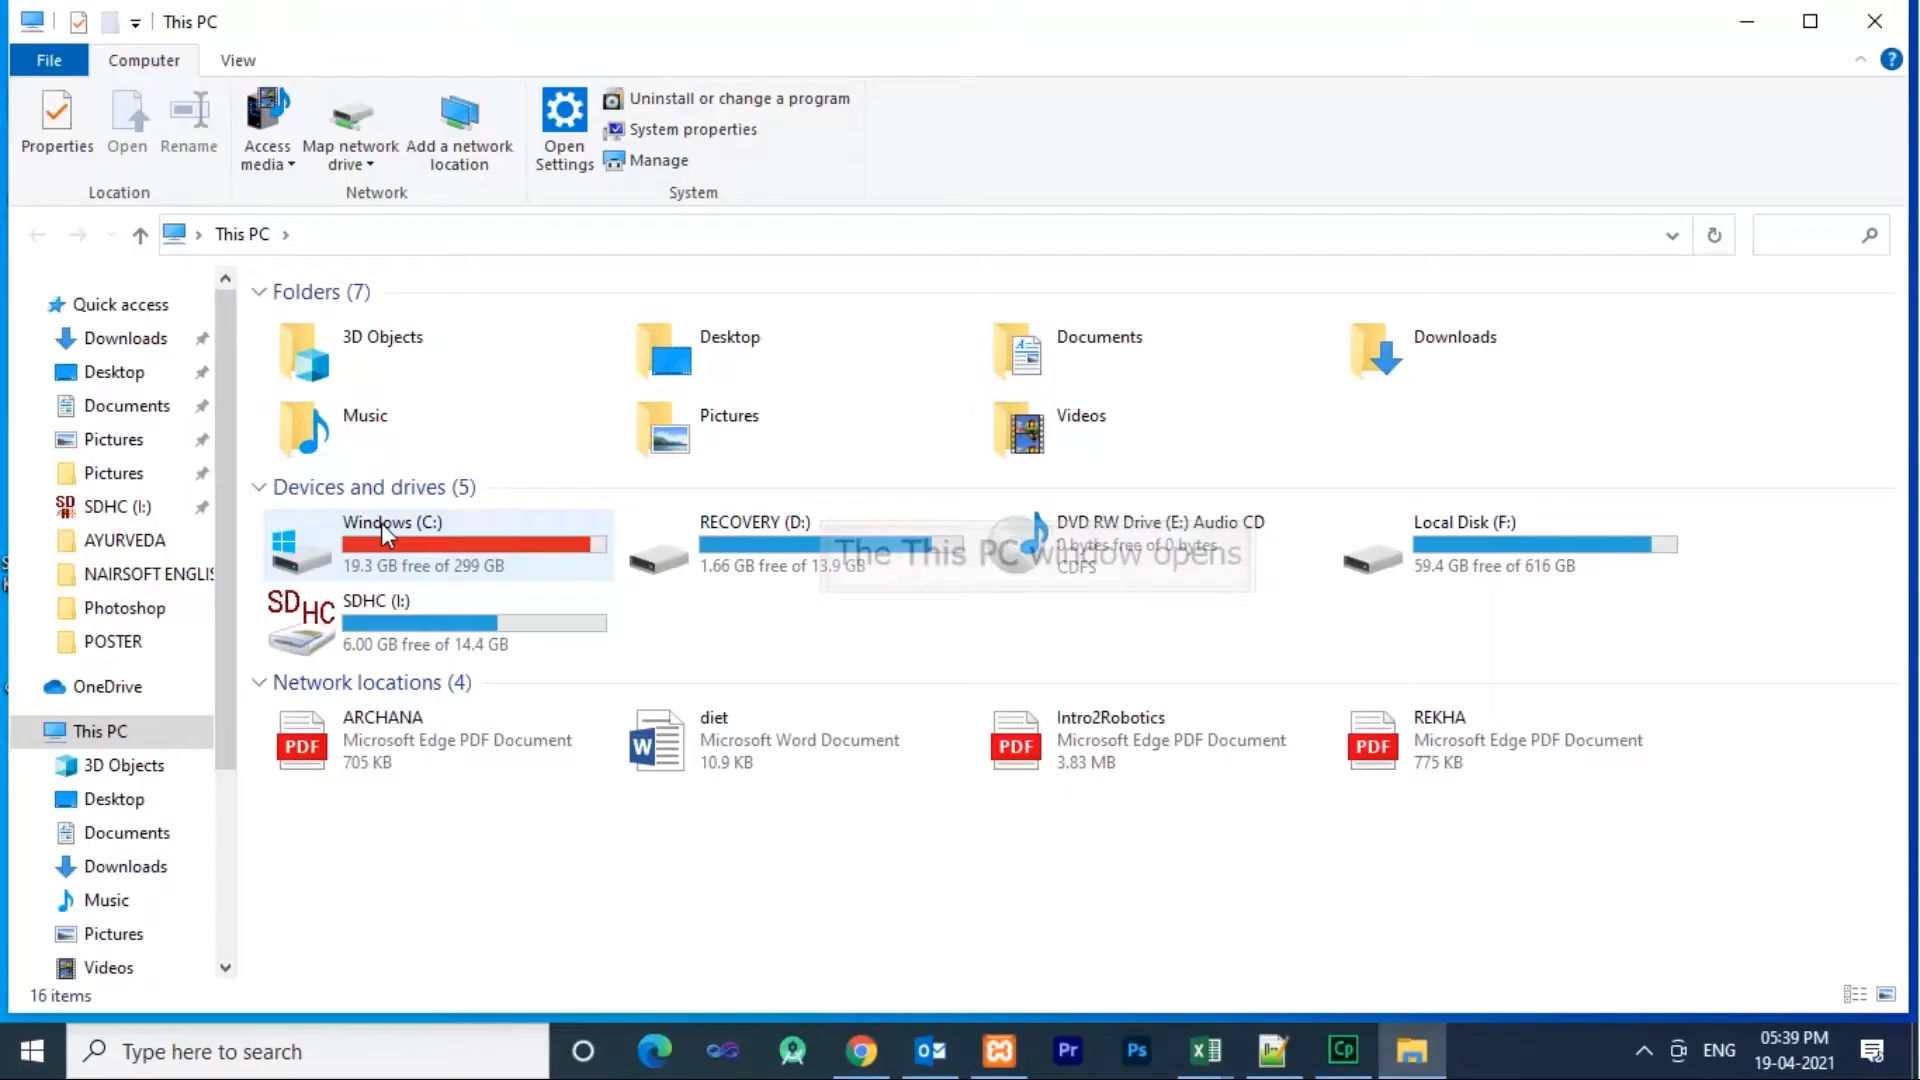 This PC
File Computer View
Properties Open Rename Access media Map network drive Add a network location Open Settings
Uninstall or change a program
System properties
Manage
Location Network System
This PC
Quick access
Downloads
Desktop
Documents
Pictures
Pictures
SDHC (I:)
AYURVEDA
NAIRSOFT ENGLIS
Photoshop
POSTER
OneDrive
This PC
3D Objects
Desktop
Documents
Downloads
Music
Pictures
Videos
16 items
Folders (7)
3D Objects Desktop Documents Downloads
Music Pictures Videos
Devices and drives (5)
Windows (C:)
19.3 GB free of 299 GB
RECOVERY (D:)
1.66 GB free of 13.9 GB
DVD RW Drive (E:) Audio CD
0 bytes free of 0 bytes
CDFS
The This PC window opens
Local Disk (F:)
59.4 GB free of 616 GB
SDHC
SDHC (I:)
6.00 GB free of 14.4 GB
Network locations (4)
PDF
ARCHANA
Microsoft Edge PDF Document
705 KB
W
diet
Microsoft Word Document
10.9 KB
PDF
Intro2Robotics
Microsoft Edge PDF Document
3.83 MB
PDF
REKHA
Microsoft Edge PDF Document
775 KB
Type here to search
Pr Ps Cp
ENG
05:39 PM
19-04-2021